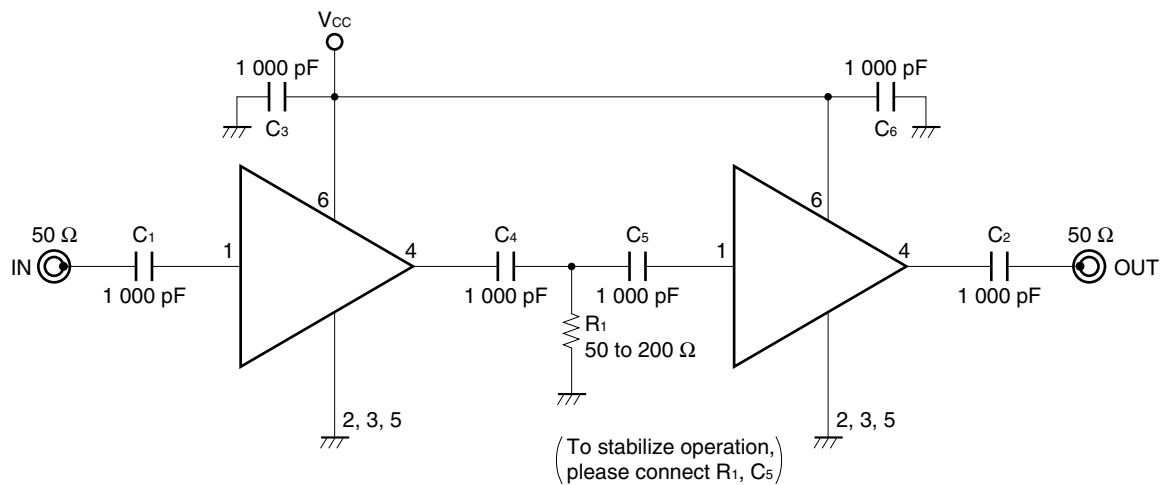 VCC
1 000 pF
C3
1 000 pF
C6
6
6
50 Ω
IN
C1
1 000 pF
1
4
C4
1 000 pF
C5
1 000 pF
1
4
C2
1 000 pF
50 Ω
OUT
R1
50 to 200 Ω
2, 3, 5
2, 3, 5
(To stabilize operation,
please connect R1, C5)